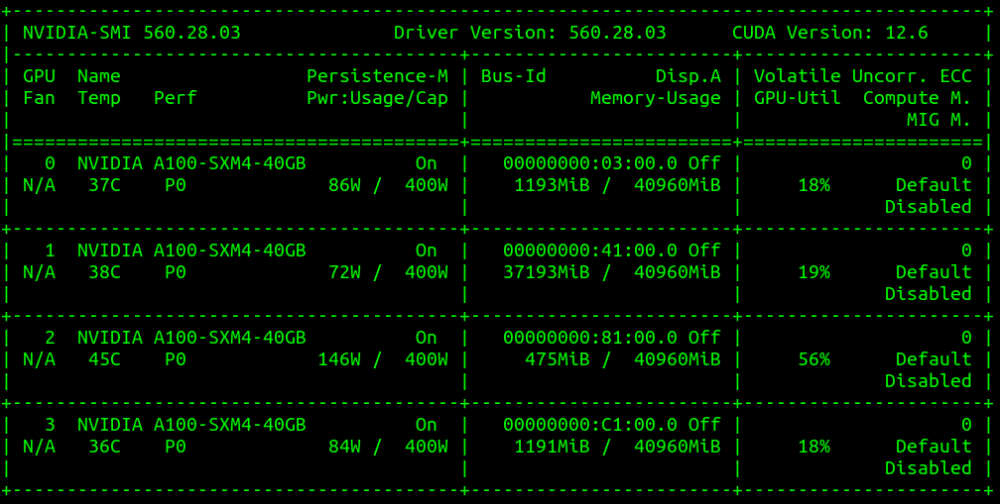 +-----------------------------------------------------------------------------------------+
| NVIDIA-SMI 560.28.03              Driver Version: 560.28.03      CUDA Version: 12.6     |
|-----------------------------------------+------------------------+----------------------+
| GPU  Name                 Persistence-M | Bus-Id          Disp.A | Volatile Uncorr. ECC |
| Fan  Temp   Perf          Pwr:Usage/Cap |           Memory-Usage | GPU-Util  Compute M. |
|                                         |                        |               MIG M. |
|=========================================+========================+======================|
|   0  NVIDIA A100-SXM4-40GB          On  |   00000000:03:00.0 Off |                    0 |
| N/A   37C    P0             86W /  400W |    1193MiB /  40960MiB |     18%      Default |
|                                         |                        |             Disabled |
+-----------------------------------------+------------------------+----------------------+
|   1  NVIDIA A100-SXM4-40GB          On  |   00000000:41:00.0 Off |                    0 |
| N/A   38C    P0             72W /  400W |   37193MiB /  40960MiB |     19%      Default |
|                                         |                        |             Disabled |
+-----------------------------------------+------------------------+----------------------+
|   2  NVIDIA A100-SXM4-40GB          On  |   00000000:81:00.0 Off |                    0 |
| N/A   45C    P0            146W /  400W |     475MiB /  40960MiB |     56%      Default |
|                                         |                        |             Disabled |
+-----------------------------------------+------------------------+----------------------+
|   3  NVIDIA A100-SXM4-40GB          On  |   00000000:C1:00.0 Off |                    0 |
| N/A   36C    P0             84W /  400W |    1191MiB /  40960MiB |     18%      Default |
|                                         |                        |             Disabled |
+-----------------------------------------+------------------------+----------------------+